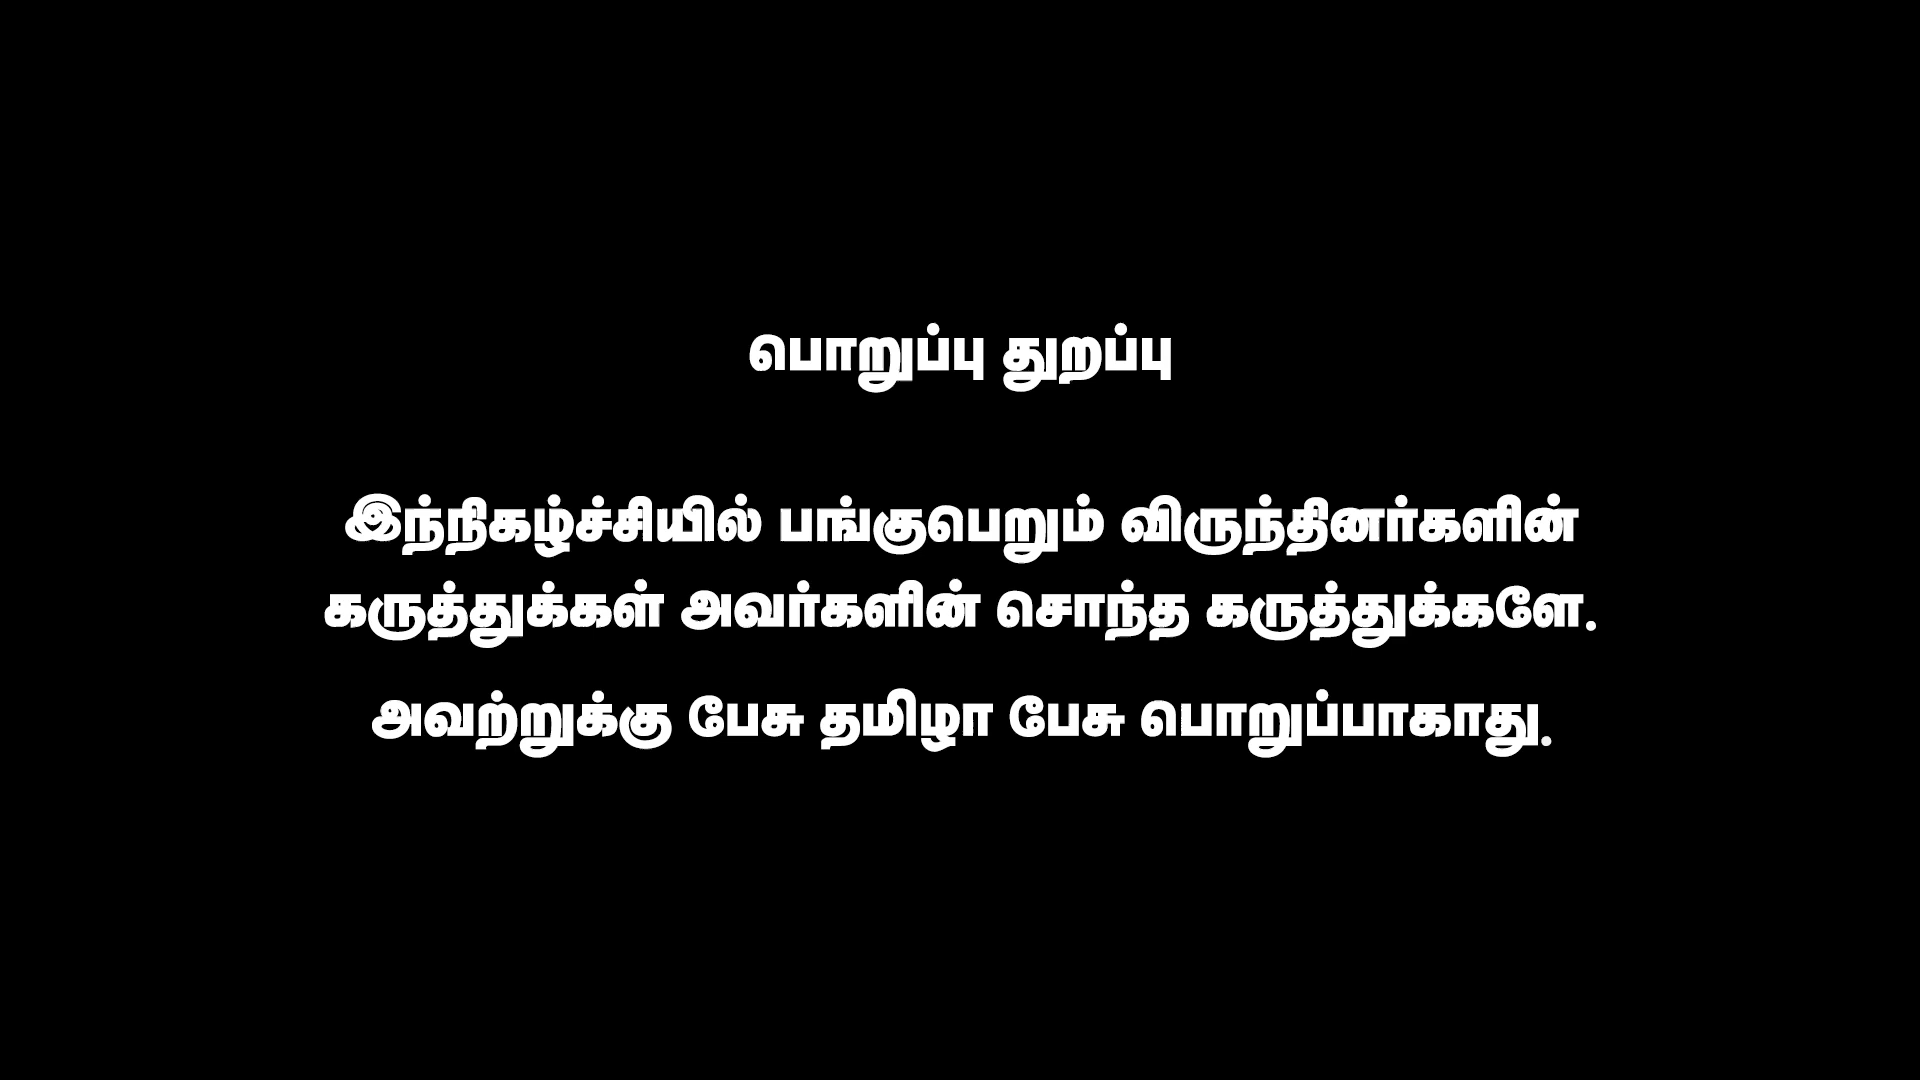 பொறுப்பு துறப்பு
இந்நிகழ்ச்சியில் பங்குபெறும் விருந்தினர்களின்
கருத்துக்கள் அவர்களின் சொந்த கருத்துக்களே.
அவற்றுக்கு பேசு தமிழா பேசு பொறுப்பாகாது.